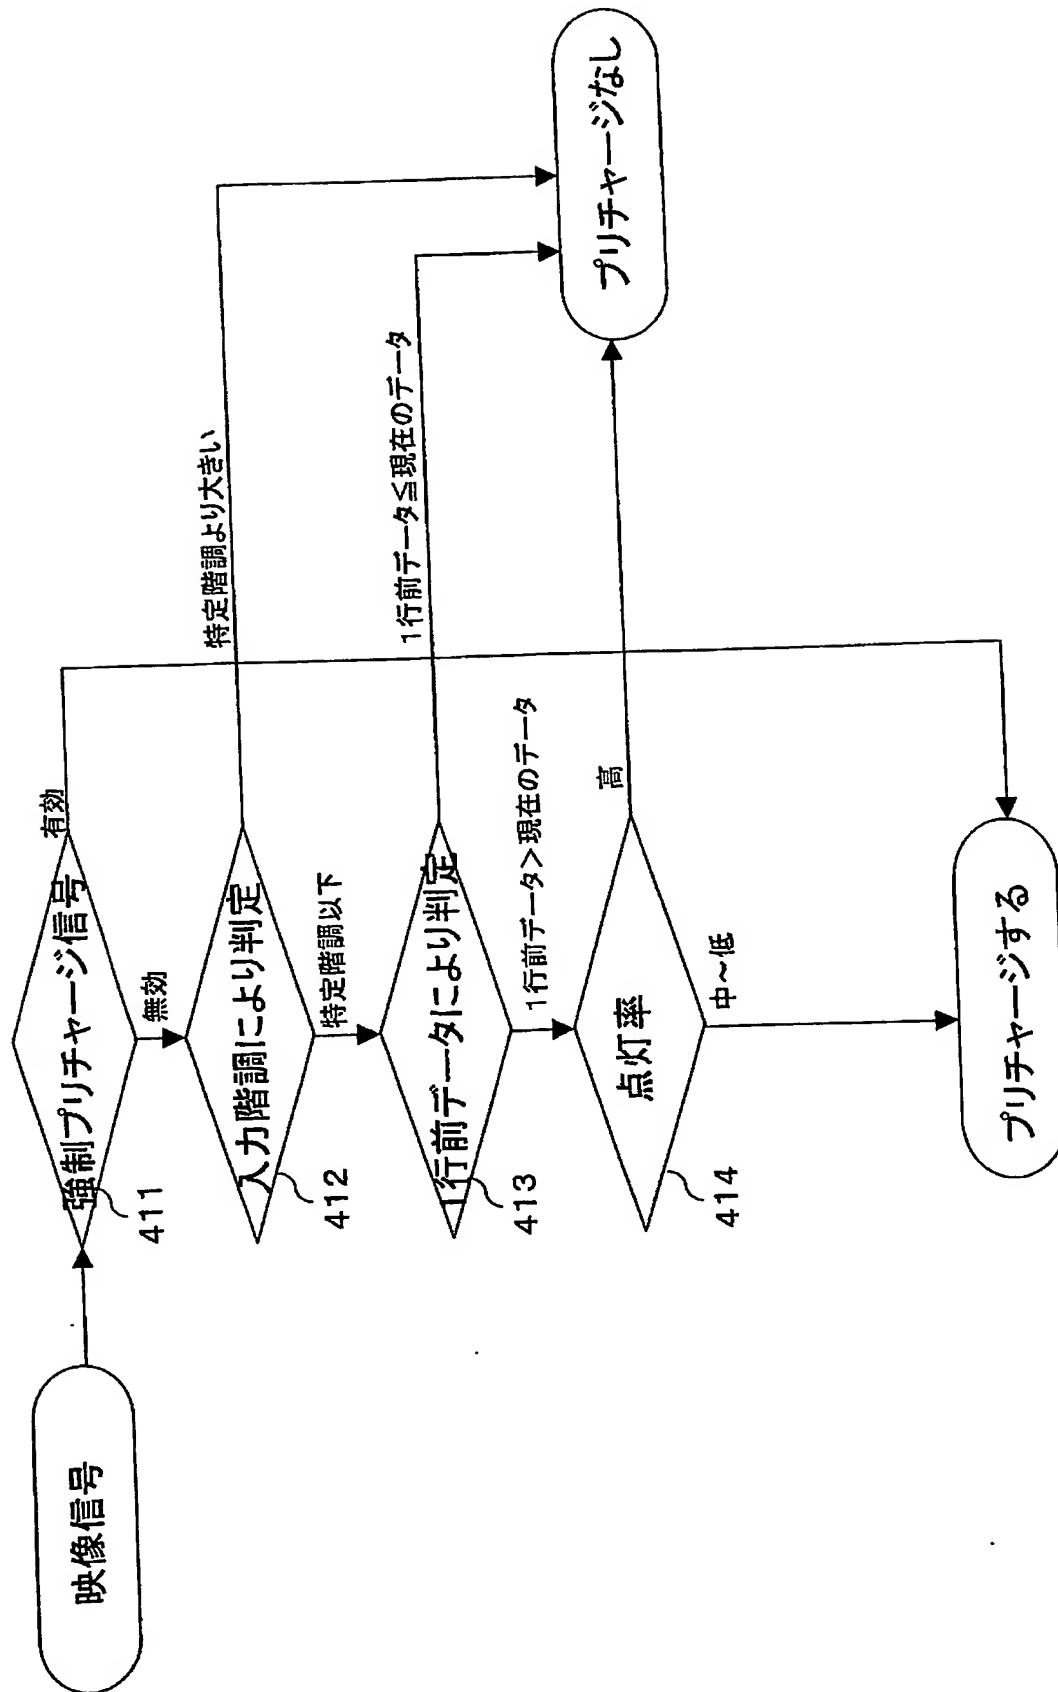 映像信号
強制プリチャージ信号
411
有効
無効
入力階調により判定
412
特定階調より大きい
特定階調以下
1行前データにより判定
413
1行前データ≦現在のデータ
1行前データ>現在のデータ
点灯率
414
高
中～低
プリチャージなし
プリチャージする